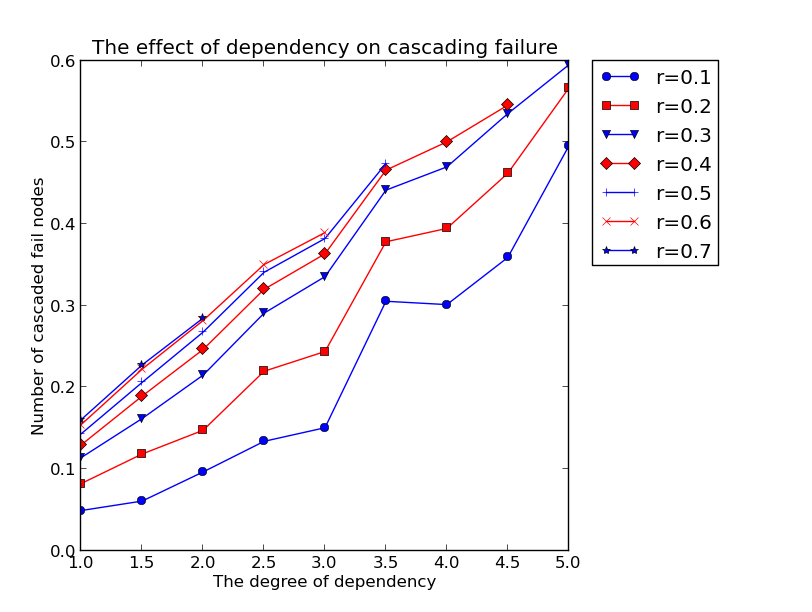 The effect of dependency on cascading failure
Number of cascaded fail nodes
0.6
0.5
0.4
0.3
0.2
0.1
0.0
1.0 1.5 2.0 2.5 3.0 3.5 4.0 4.5 5.0
The degree of dependency
r=0.1
r=0.2
r=0.3
r=0.4
r=0.5
r=0.6
r=0.7